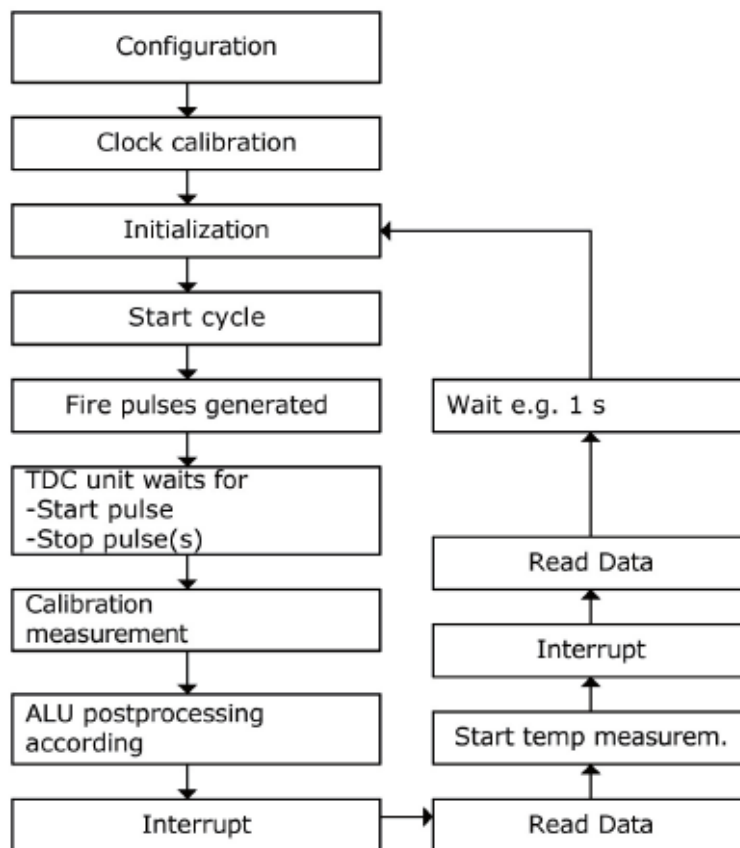 Configuration
Clock calibration
Initialization
Start cycle
Fire pulses generated
TDC unit waits for
-Start pulse
-Stop pulse(s)
Calibration
measurement
ALU postprocessing
according
Interrupt
Read Data
Start temp measurem.
Interrupt
Read Data
Wait e.g. 1 s